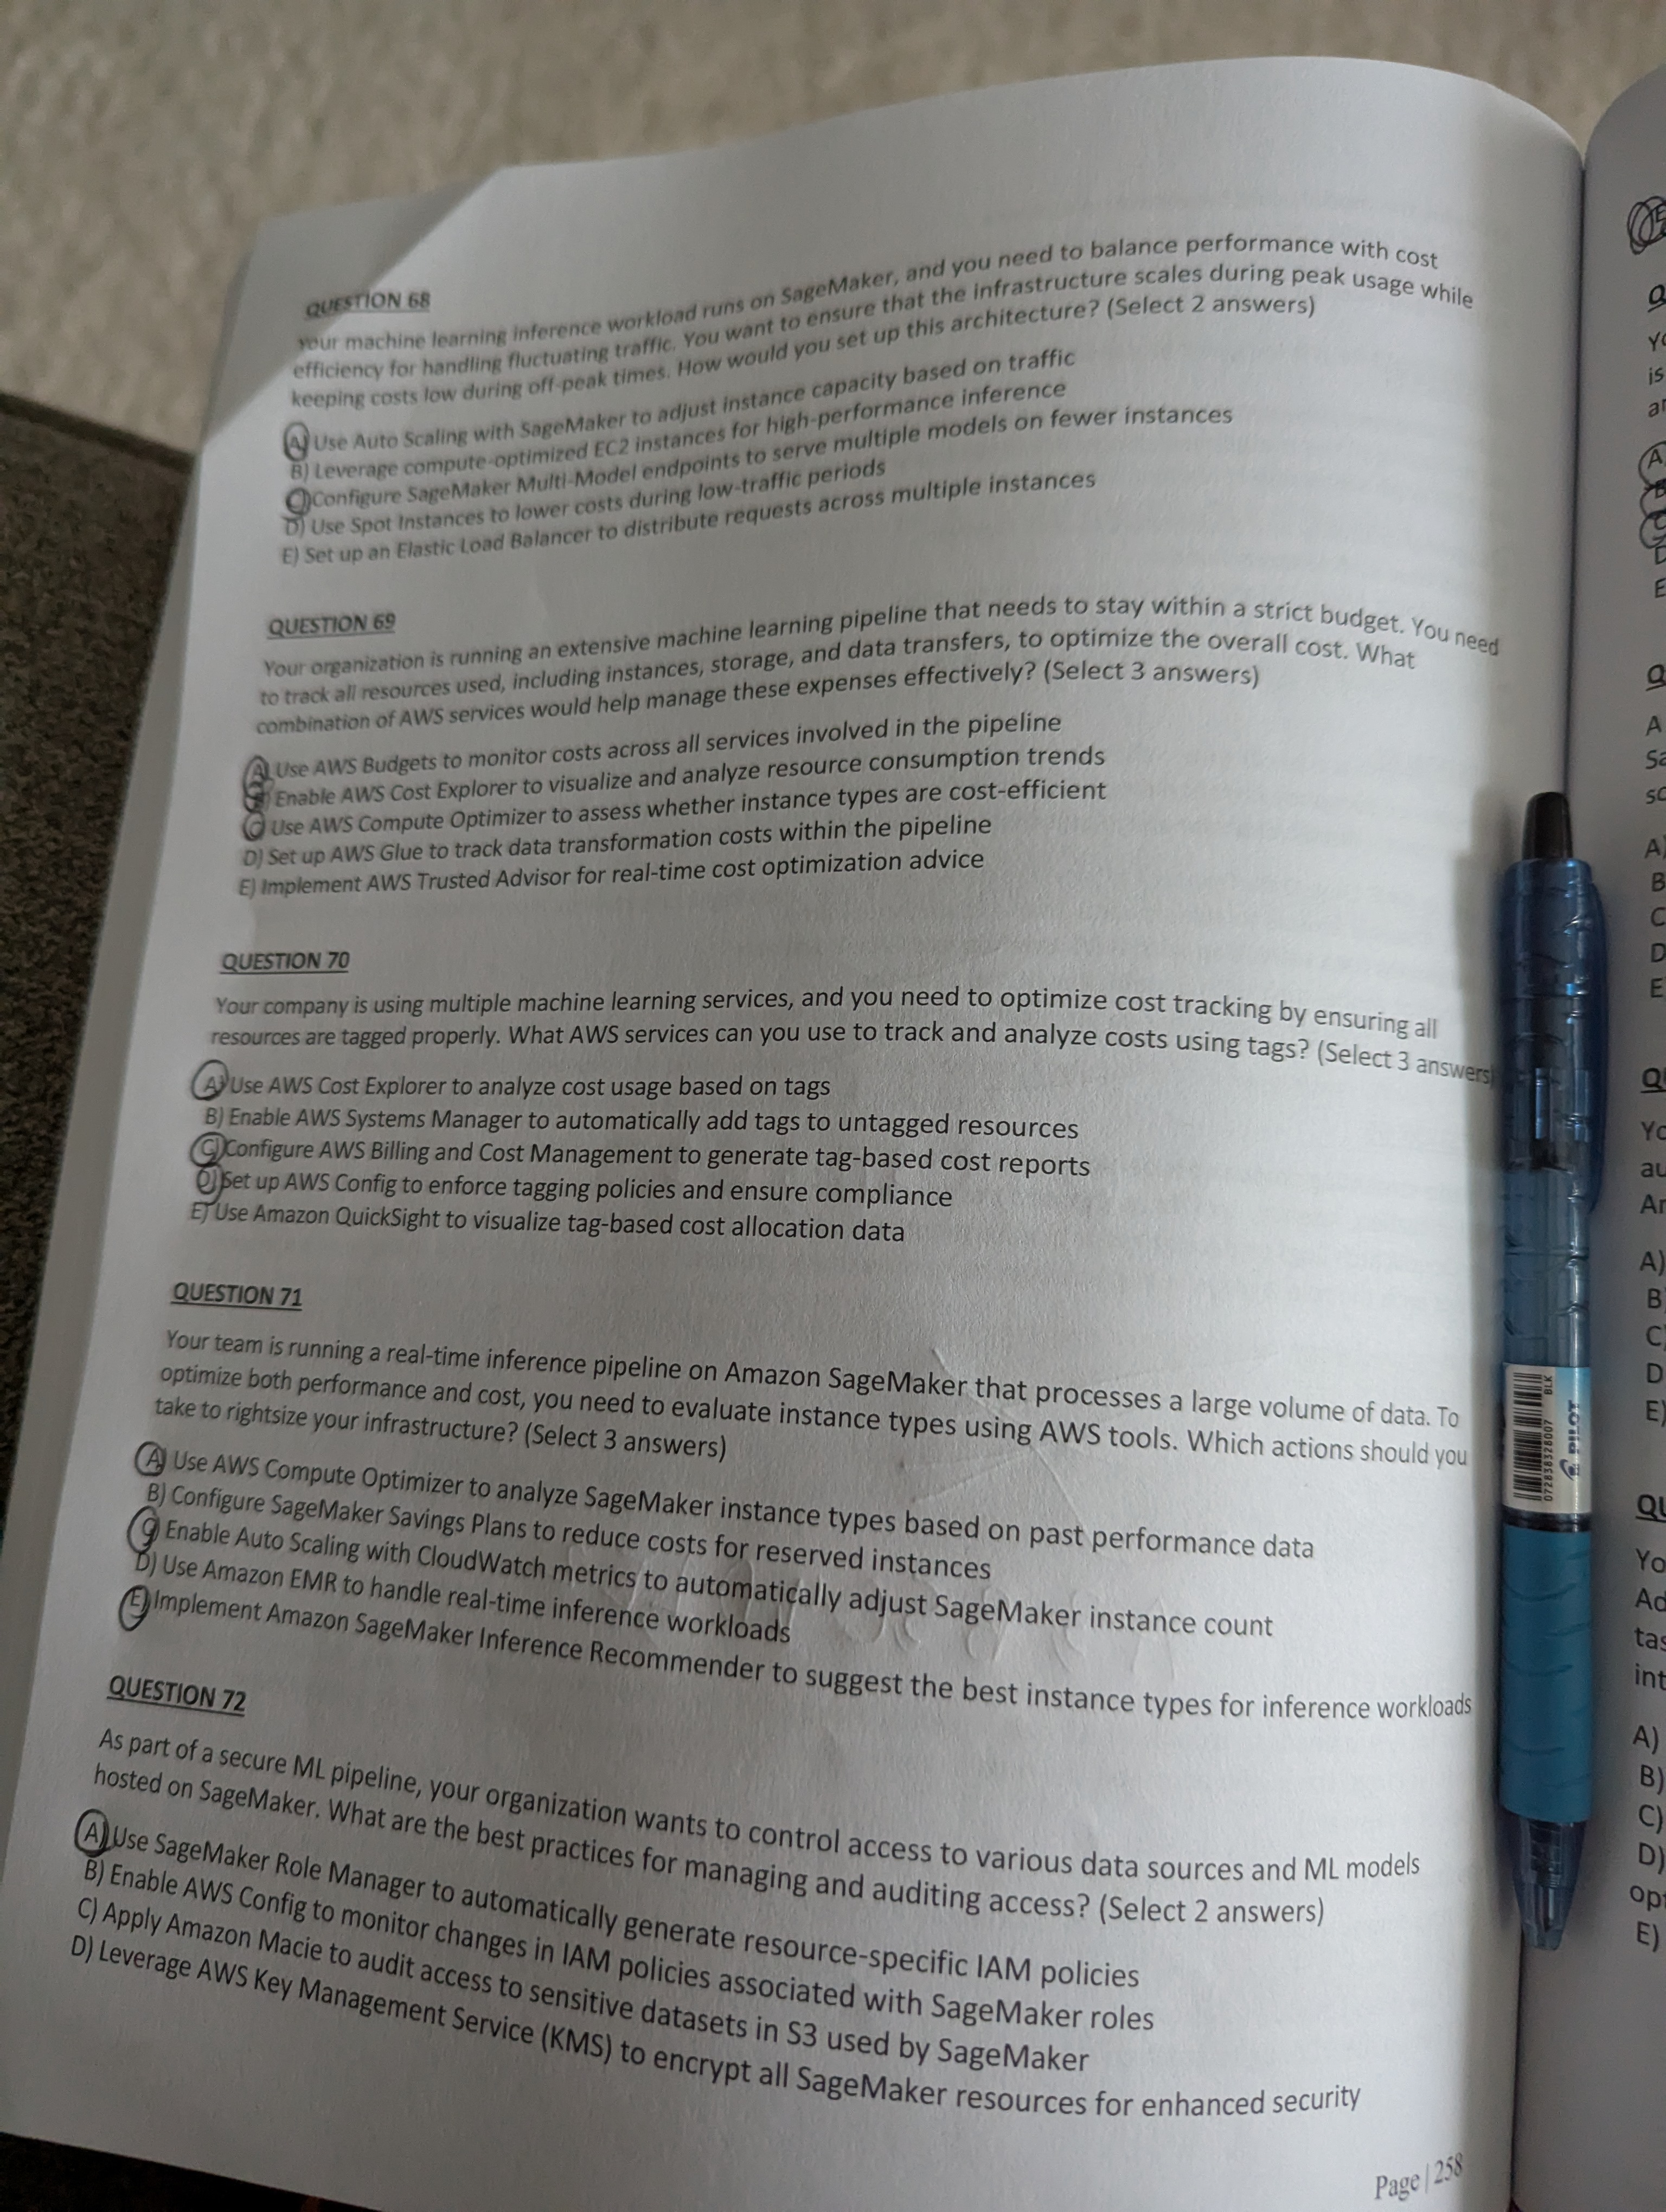 QUESTION 68
Your machine learning inference workload runs on SageMaker, and you need to balance performance with cost
efficiency for handling fluctuating traffic. You want to ensure that the infrastructure scales during peak usage while
keeping costs low during off-peak times. How would you set up this architecture? (Select 2 answers)
A) Use Auto Scaling with SageMaker to adjust instance capacity based on traffic
B) Leverage compute-optimized EC2 instances for high-performance inference
C) Configure SageMaker Multi-Model endpoints to serve multiple models on fewer instances
D) Use Spot Instances to lower costs during low-traffic periods
E) Set up an Elastic Load Balancer to distribute requests across multiple instances
QUESTION 69
Your organization is running an extensive machine learning pipeline that needs to stay within a strict budget. You need
to track all resources used, including instances, storage, and data transfers, to optimize the overall cost. What
combination of AWS services would help manage these expenses effectively? (Select 3 answers)
A) Use AWS Budgets to monitor costs across all services involved in the pipeline
B) Enable AWS Cost Explorer to visualize and analyze resource consumption trends
C) Use AWS Compute Optimizer to assess whether instance types are cost-efficient
D) Set up AWS Glue to track data transformation costs within the pipeline
E) Implement AWS Trusted Advisor for real-time cost optimization advice
QUESTION 70
Your company is using multiple machine learning services, and you need to optimize cost tracking by ensuring all
resources are tagged properly. What AWS services can you use to track and analyze costs using tags? (Select 3 answers
A) Use AWS Cost Explorer to analyze cost usage based on tags
B) Enable AWS Systems Manager to automatically add tags to untagged resources
C) Configure AWS Billing and Cost Management to generate tag-based cost reports
D) Set up AWS Config to enforce tagging policies and ensure compliance
E) Use Amazon QuickSight to visualize tag-based cost allocation data
QUESTION 71
Your team is running a real-time inference pipeline on Amazon SageMaker that processes a large volume of data. To
optimize both performance and cost, you need to evaluate instance types using AWS tools. Which actions should you
take to rightsize your infrastructure? (Select 3 answers)
A) Use AWS Compute Optimizer to analyze SageMaker instance types based on past performance data
B) Configure SageMaker Savings Plans to reduce costs for reserved instances
C) Enable Auto Scaling with CloudWatch metrics to automatically adjust SageMaker instance count
D) Use Amazon EMR to handle real-time inference workloads
E) Implement Amazon SageMaker Inference Recommender to suggest the best instance types for inference workloads
QUESTION 72
As part of a secure ML pipeline, your organization wants to control access to various data sources and ML models
hosted on SageMaker. What are the best practices for managing and auditing access? (Select 2 answers)
A) Use SageMaker Role Manager to automatically generate resource-specific IAM policies
B) Enable AWS Config to monitor changes in IAM policies associated with SageMaker roles
C) Apply Amazon Macie to audit access to sensitive datasets in S3 used by SageMaker
D) Leverage AWS Key Management Service (KMS) to encrypt all SageMaker resources for enhanced security
Page | 258
PILOT
BLK
072838328007